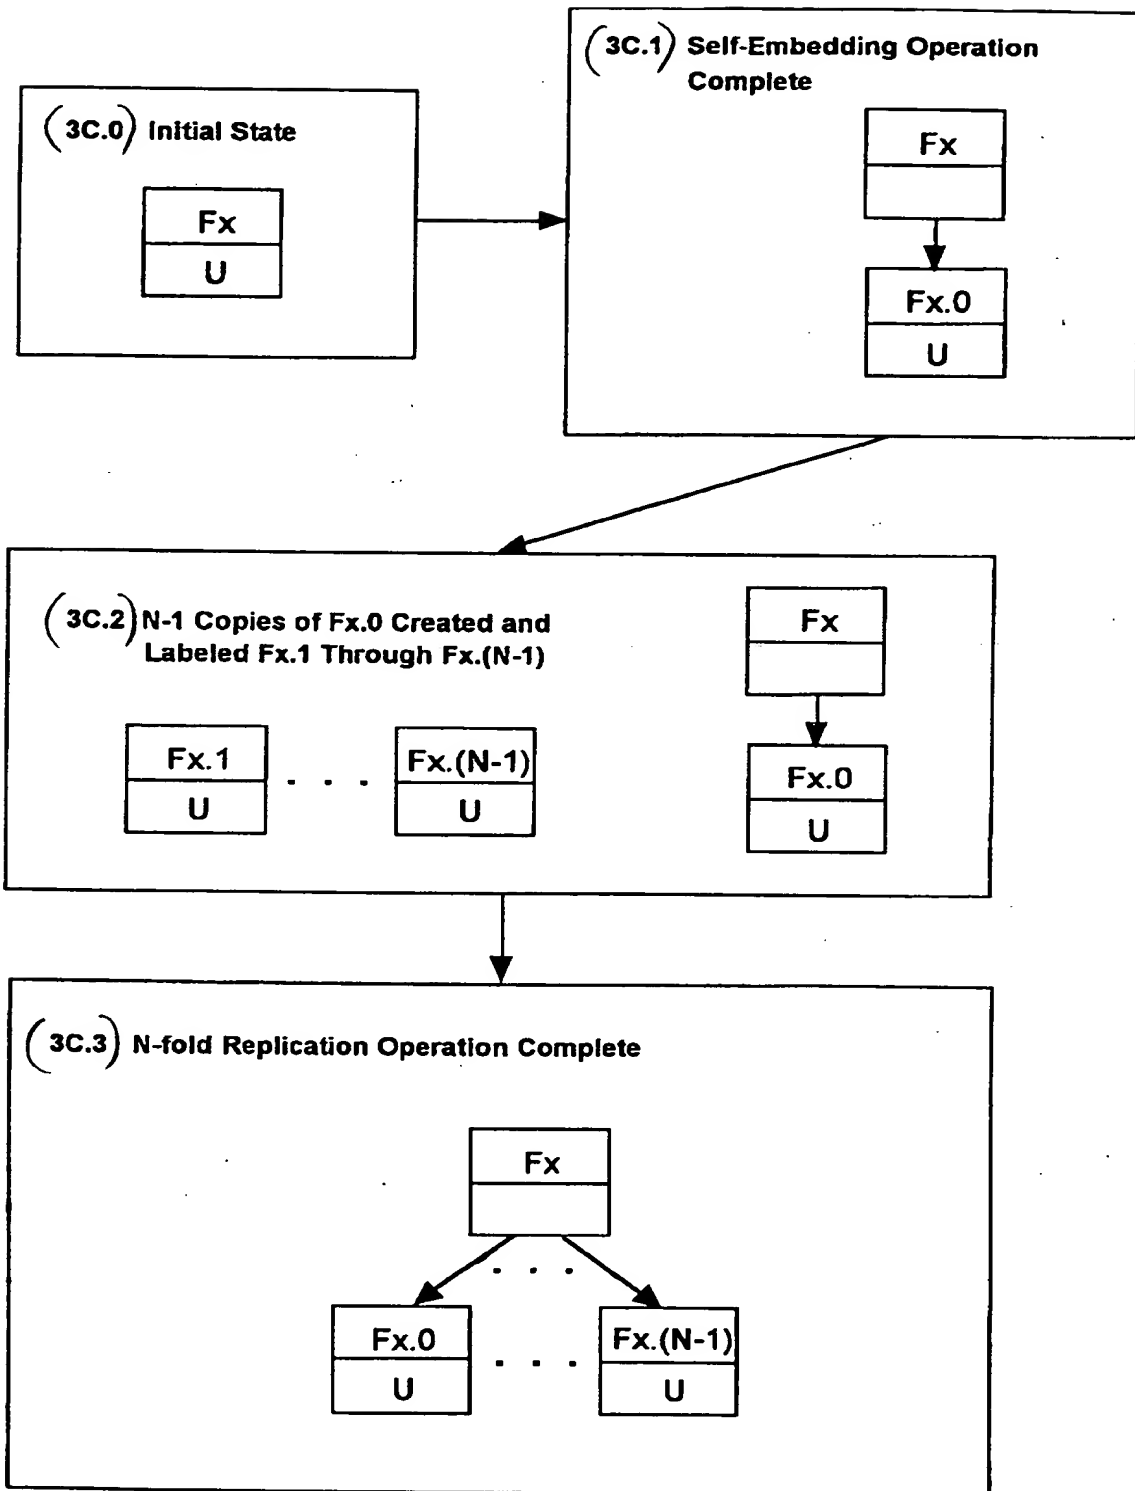 (3C.0) Initial State
Fx
U
(3C.1) Self-Embedding Operation
Complete
Fx
Fx.0
U
(3C.2) N-1 Copies of Fx.0 Created and
Labeled Fx.1 Through Fx.(N-1)
Fx.1
U
. . .
Fx.(N-1)
U
Fx
Fx.0
U
(3C.3) N-fold Replication Operation Complete
Fx
. . .
Fx.0
U
. . .
Fx.(N-1)
U